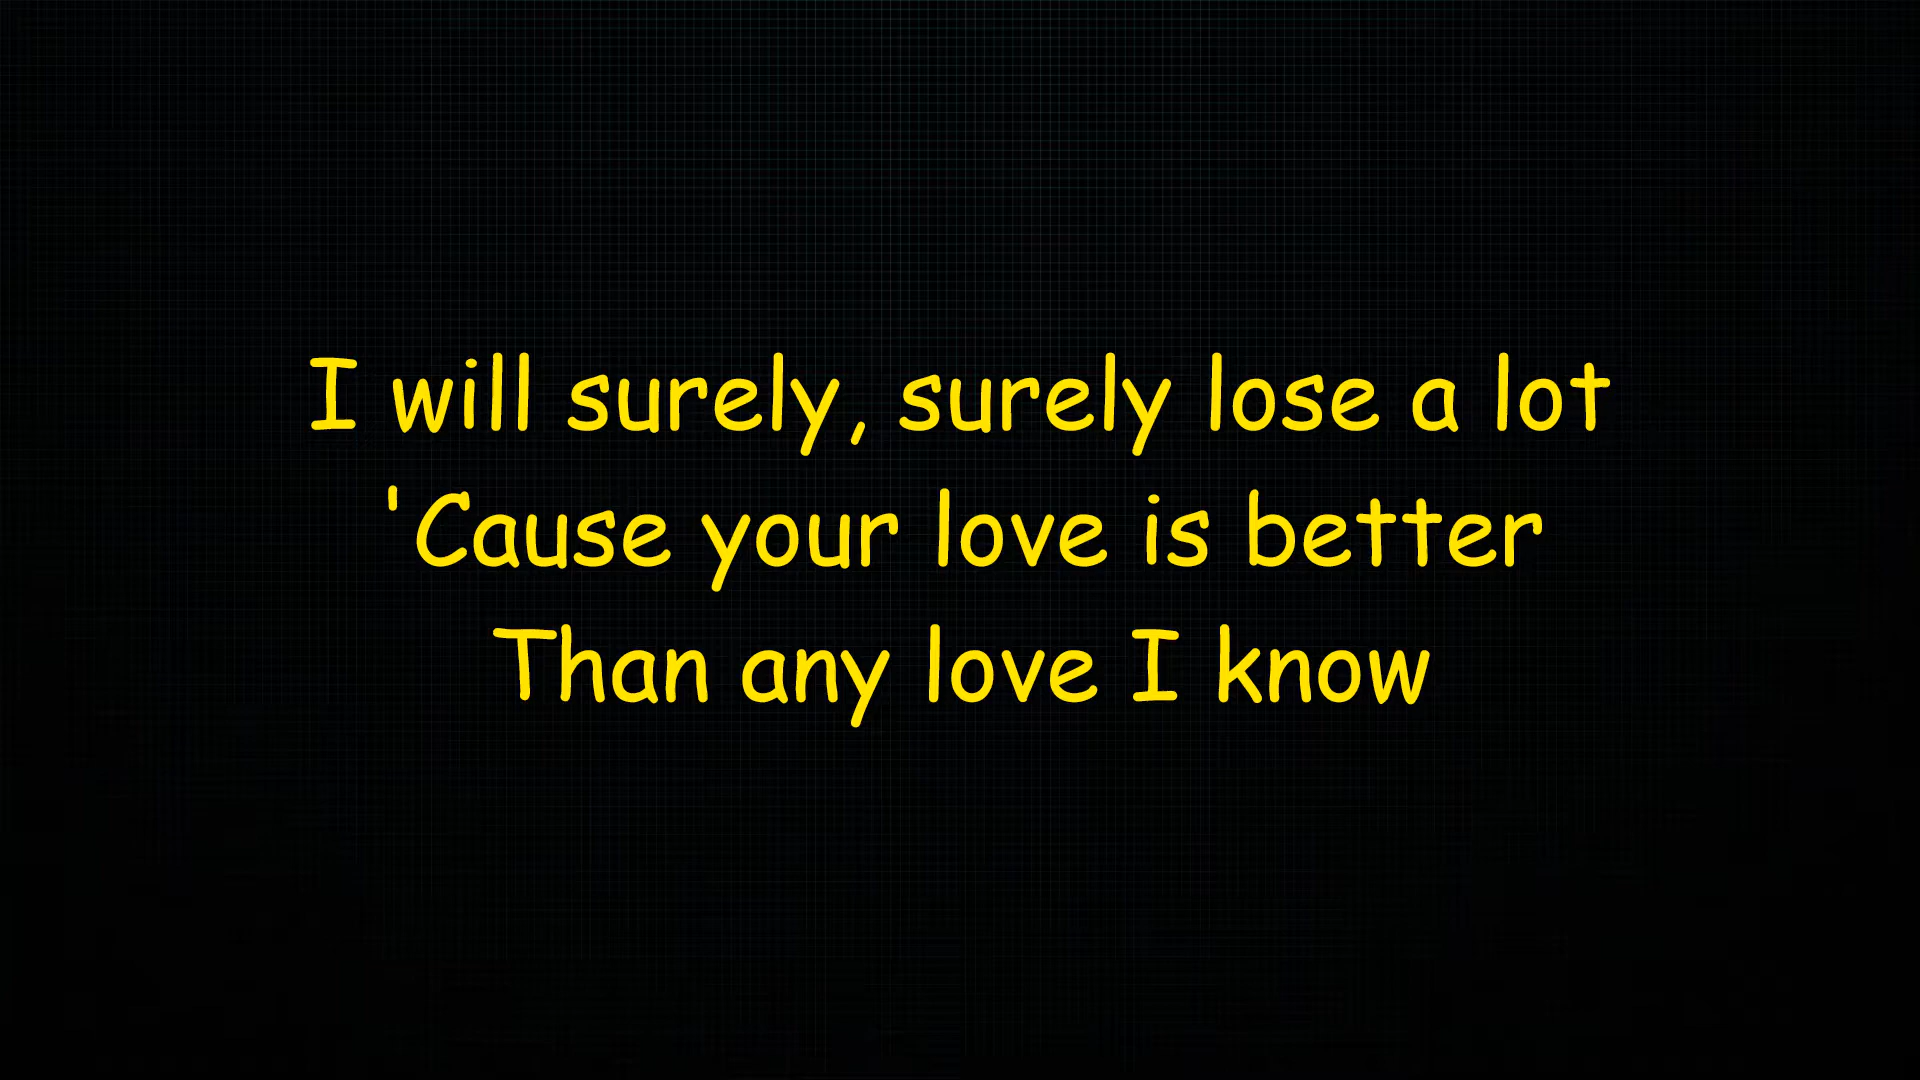 I will surely, surely lose a lot
'Cause your love is better
Than any love I know